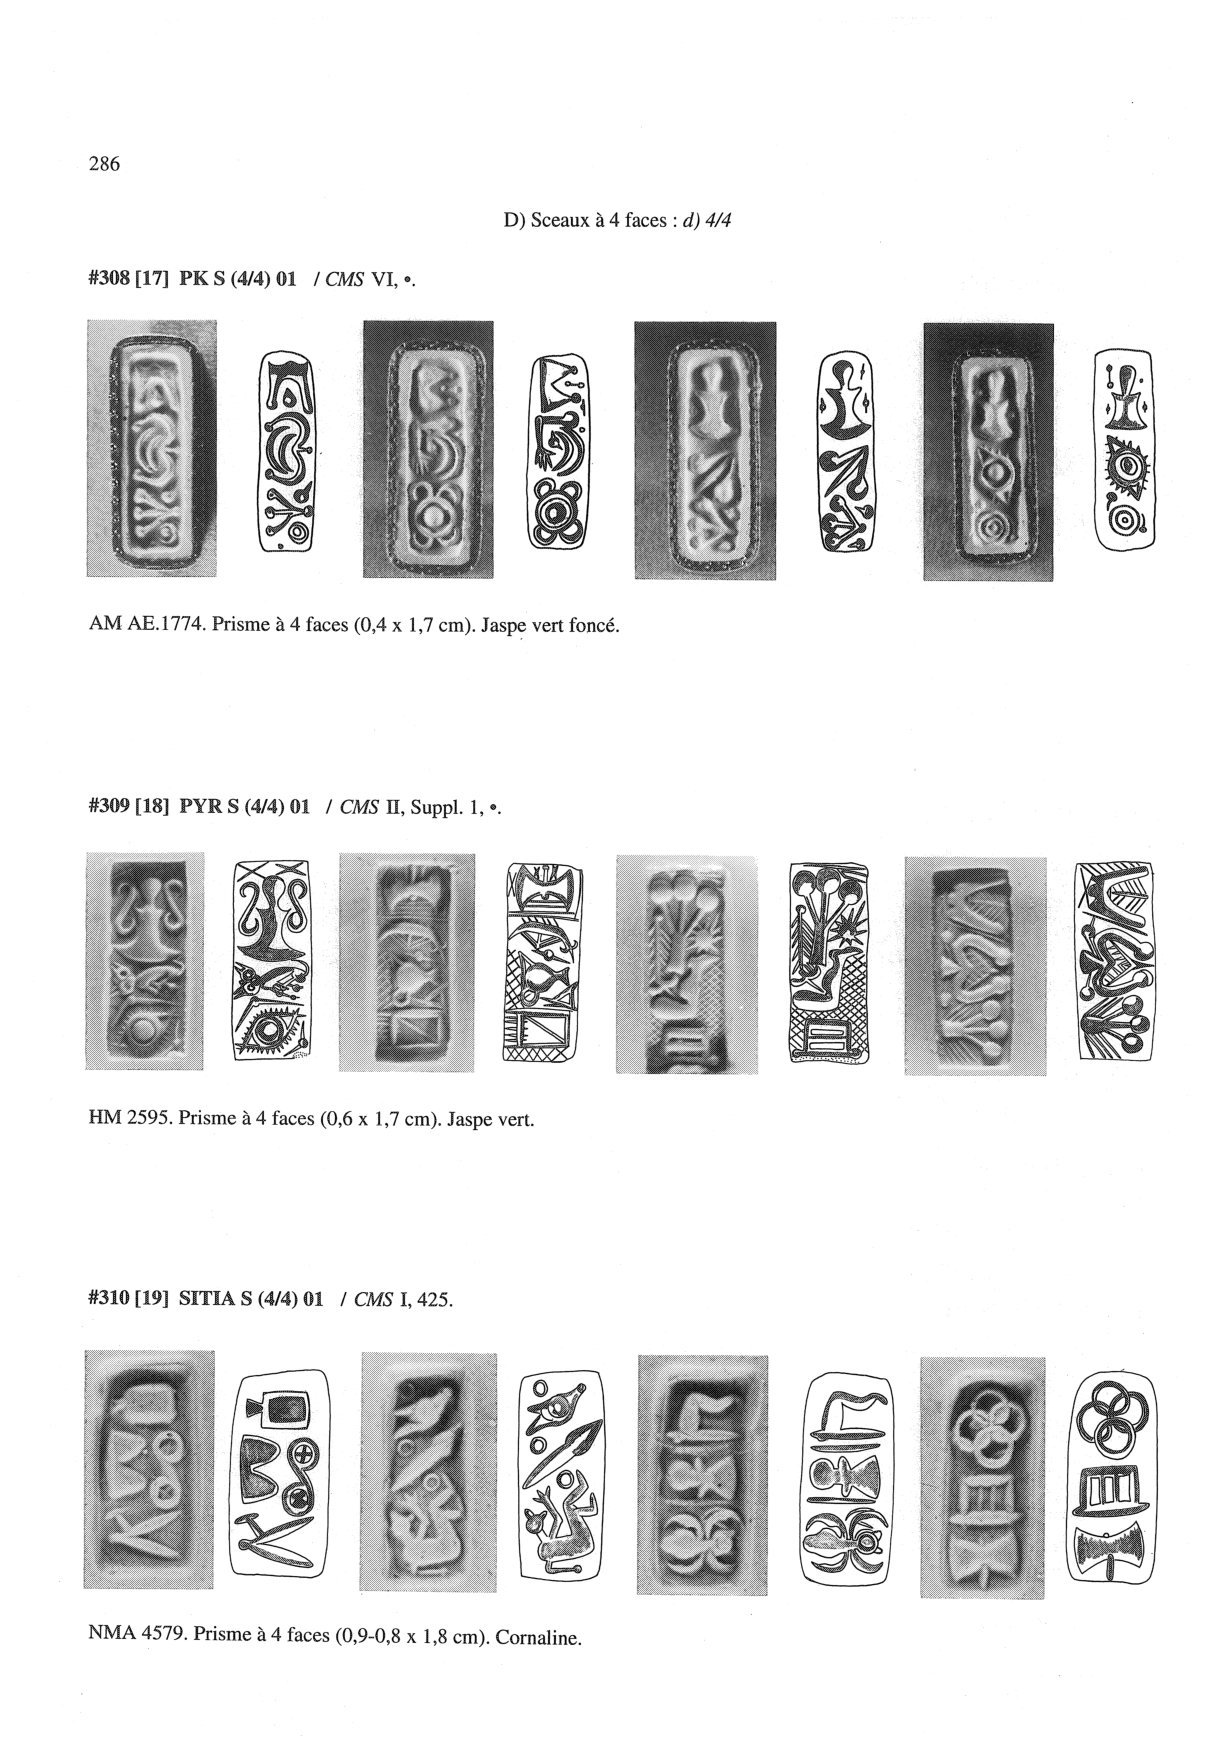 286
D) Sceaux à 4 faces : d) 4/4
#308 [17] PK S (4/4) 01 / CMS VI, •.
AM AE.1774. Prisme à 4 faces (0,4 x 1,7 cm). Jaspe vert foncé.
#309 [18] PYR S (4/4) 01 / CMS II, Suppl. 1, •.
HM 2595. Prisme à 4 faces (0,6 x 1,7 cm). Jaspe vert.
#310 [19] SITIA S (4/4) 01 / CMS I, 425.
NMA 4579. Prisme à 4 faces (0,9-0,8 x 1,8 cm). Cornaline.